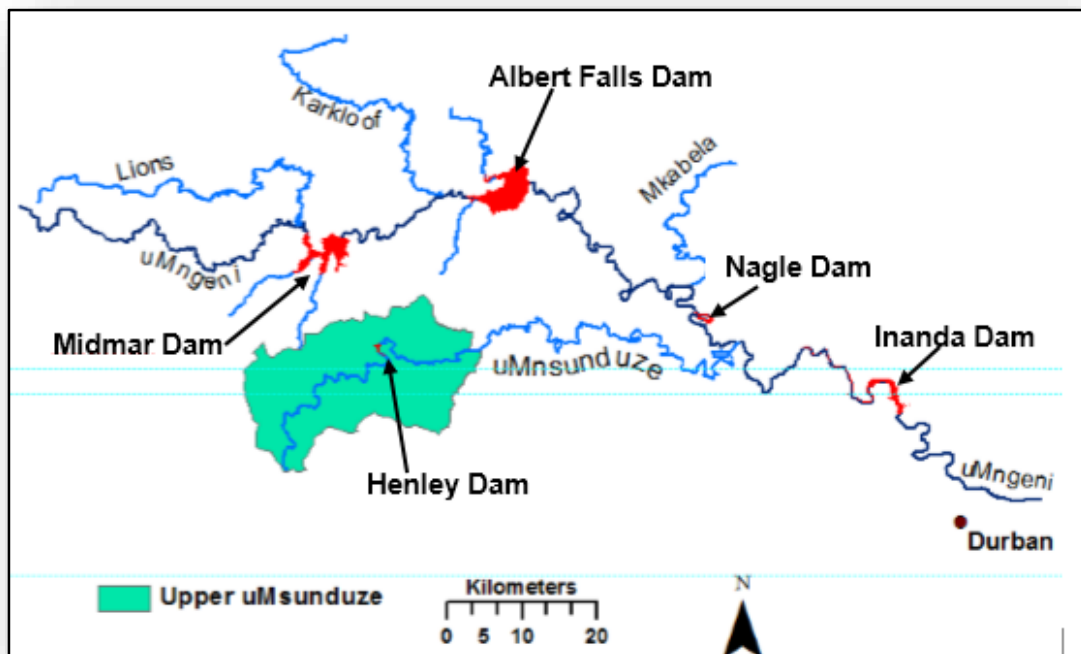 Albert Falls Dam
Karkloof
Lions
Mkabela
uMngeni
Nagle Dam
Midmar Dam
Inanda Dam
uMnsunduze
Henley Dam
uMngeni
Durban
Upper uMsunduze
Kilometers
0 5 10 20
N